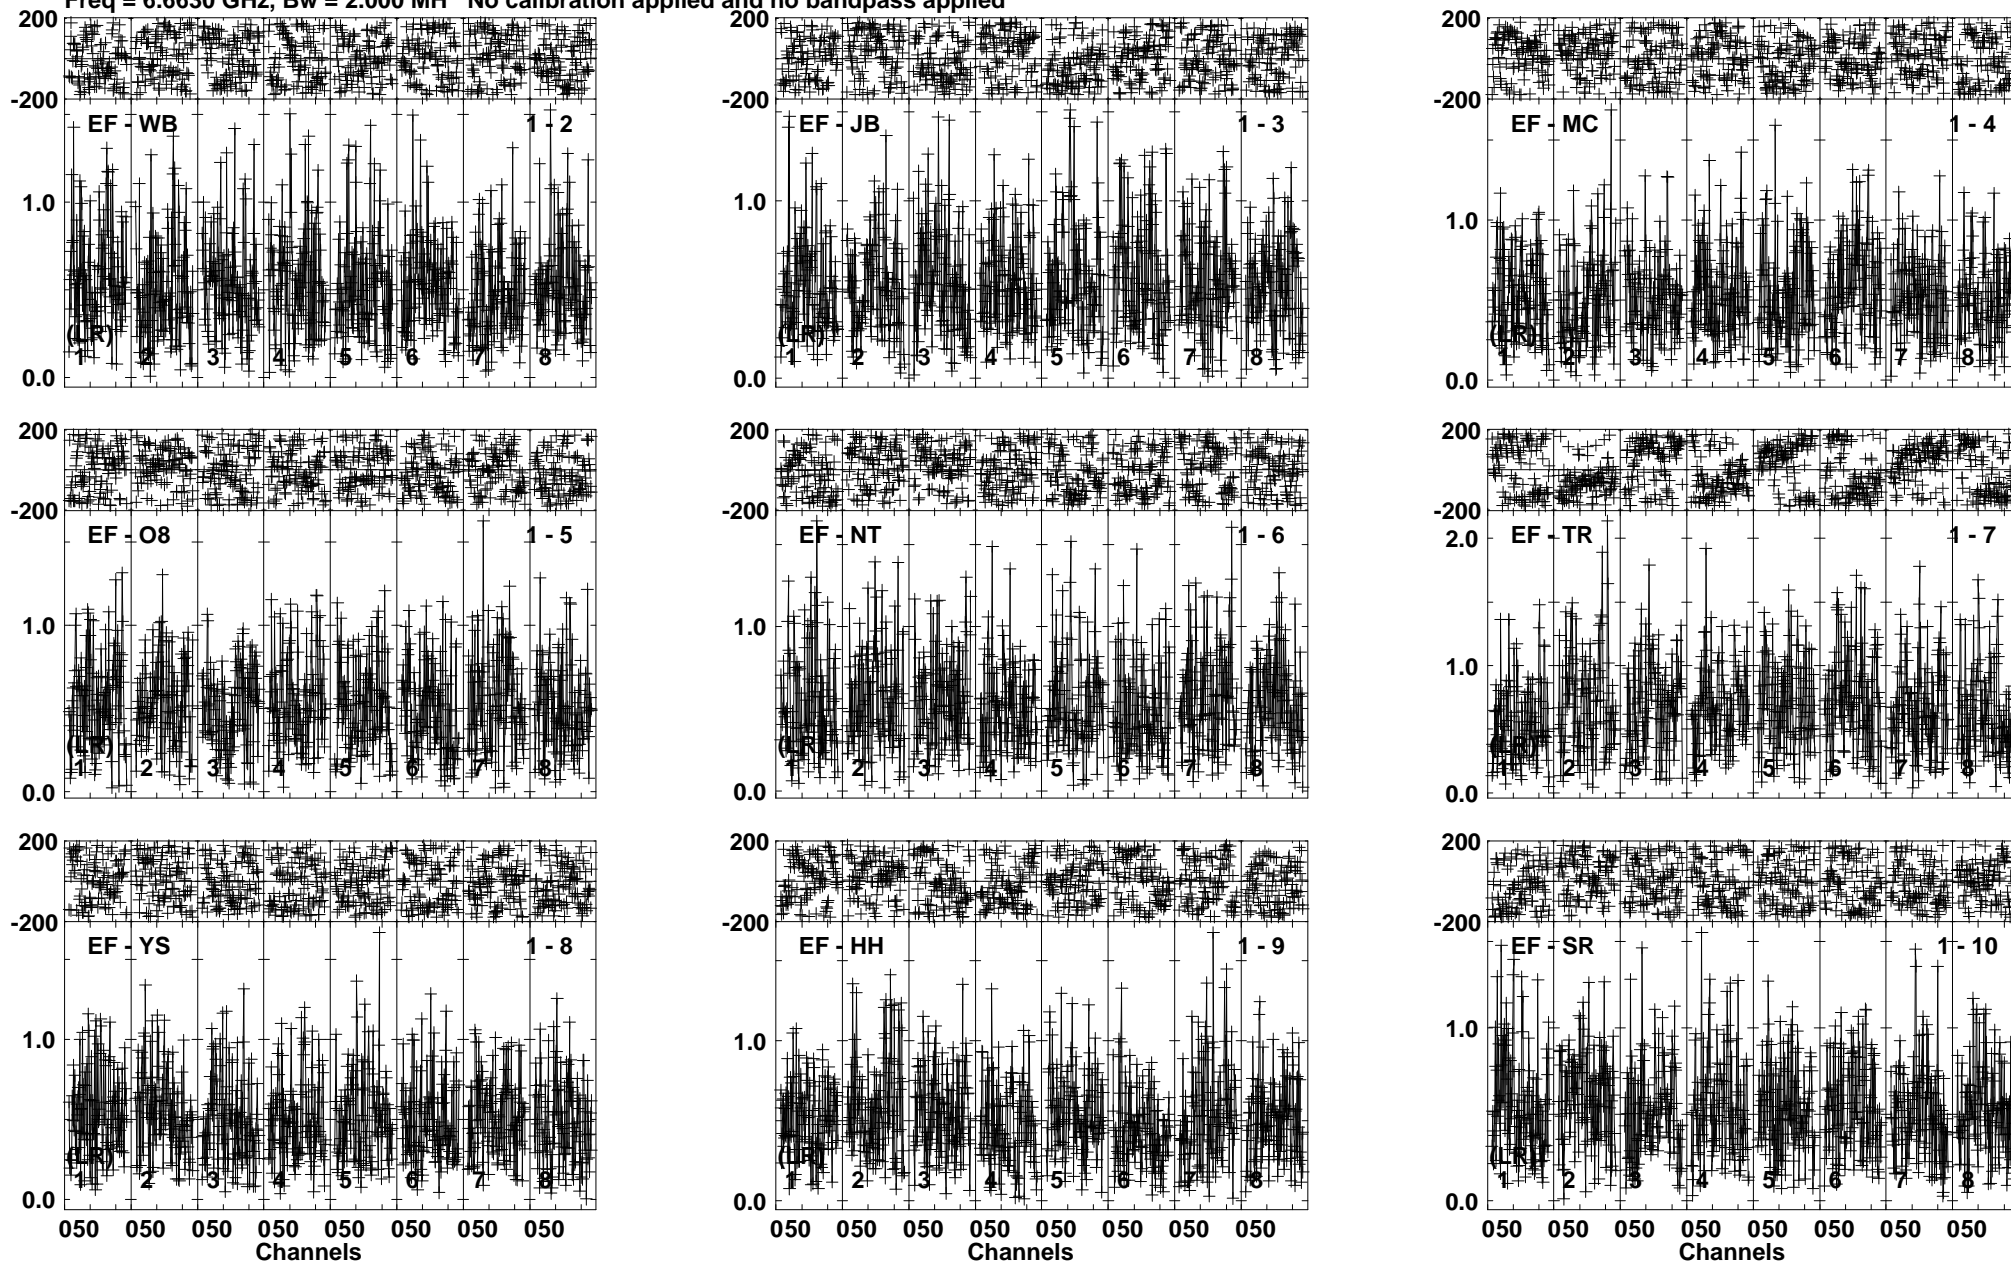 Freq = 6.6630 GHz, Bw = 2.000 MH No calibration applied and no bandpass applied
200 200 200
-200 -200 -200
EF - WB 1 - 2 EF - JB 1 - 3 EF - MC 1 - 4
1.0 1.0 1.0
(LR) (LR) (LR)
1 2 3 4 5 6 7 8 1 2 3 4 5 6 7 8 1 2 3 4 5 6 7 8
0.0 0.0 0.0
200 200 200
-200 -200 -200
EF - O8 1 - 5 EF - NT 1 - 6 EF - TR 1 - 7
2.0
1.0 1.0 1.0
(LR) (LR) (LR)
1 2 3 4 5 6 7 8 1 2 3 4 5 6 7 8 1 2 3 4 5 6 7 8
0.0 0.0 0.0
200 200 200
-200 -200 -200
EF - YS 1 - 8 EF - HH 1 - 9 EF - SR 1 - 10
1.0 1.0 1.0
(LR) (LR) (LR)
1 2 3 4 5 6 7 8 1 2 3 4 5 6 7 8 1 2 3 4 5 6 7 8
0.0 0.0 0.0
050 050 050 050 050 050 050 050 050 050 050 050 050 050 050 050 050 050 050 050 050 050 050 050
Channels Channels Channels